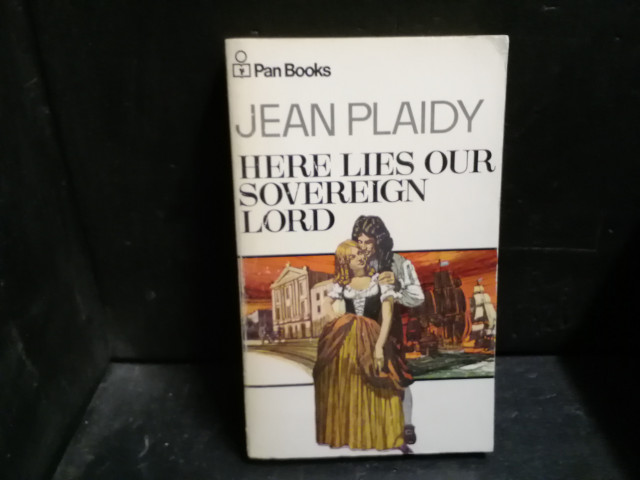 Pan Books
JEAN PLAIDY
HERE LIES OUR
SOVEREIGN
LORD